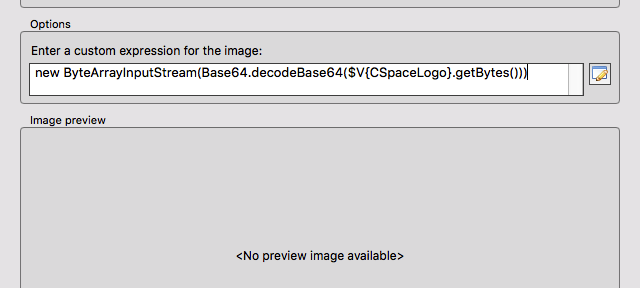 Options
Enter a custom expression for the image:
new ByteArrayInputStream(Base64.decodeBase64($V{CSpaceLogo}.getBytes()))
Image preview
<No preview image available>